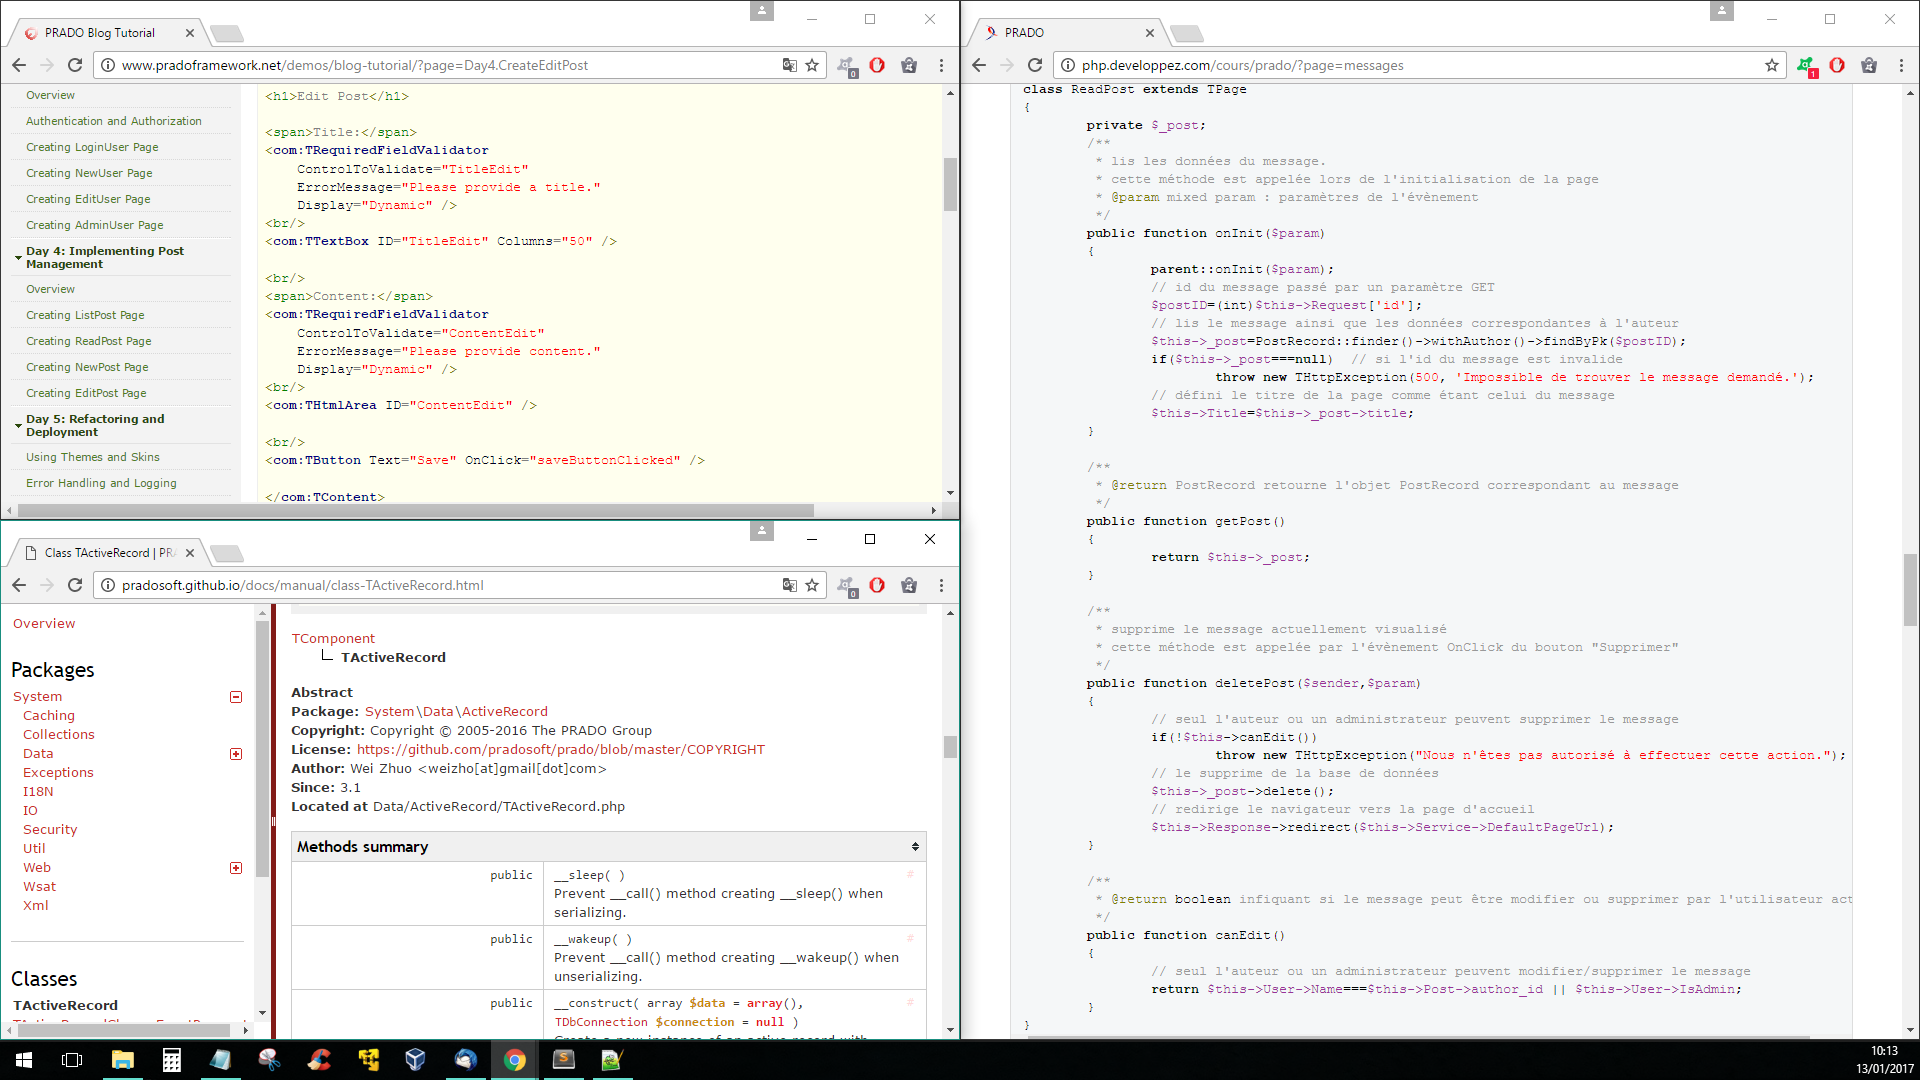 PRADO Blog Tutorial
www.pradoframework.net/demos/blog-tutorial/?page=Day4.CreateEditPost
0
Overview
Authentication and Authorization
Creating LoginUser Page
Creating NewUser Page
Creating EditUser Page
Creating AdminUser Page
Day 4: Implementing Post
Management
Overview
Creating ListPost Page
Creating ReadPost Page
Creating NewPost Page
Creating EditPost Page
Day 5: Refactoring and
Deployment
Using Themes and Skins
Error Handling and Logging
<h1>Edit Post</h1>
<span>Title:</span>
<com:TRequiredFieldValidator
ControlToValidate="TitleEdit"
ErrorMessage="Please provide a title."
Display="Dynamic" />
<br/>
<com:TTextBox ID="TitleEdit" Columns="50" />
<br/>
<span>Content:</span>
<com:TRequiredFieldValidator
ControlToValidate="ContentEdit"
ErrorMessage="Please provide content."
Display="Dynamic" />
<br/>
<com:THtmlArea ID="ContentEdit" />
<br/>
<com:TButton Text="Save" OnClick="saveButtonClicked" />
</com:TContent>
Class TActiveRecord | PR
pradosoft.github.io/docs/manual/class-TActiveRecord.html
0
Overview
Packages
System
Caching
Collections
Data
Exceptions
I18N
IO
Security
Util
Web
Wsat
Xml
Classes
TActiveRecord
TComponent
TActiveRecord
Abstract
Package: System\Data\ActiveRecord
Copyright: Copyright © 2005-2016 The PRADO Group
License: https://github.com/pradosoft/prado/blob/master/COPYRIGHT
Author: Wei Zhuo <weizho[at]gmail[dot]com>
Since: 3.1
Located at Data/ActiveRecord/TActiveRecord.php
Methods summary
public __sleep( ) #
Prevent __call() method creating __sleep() when
serializing.
public __wakeup( ) #
Prevent __call() method creating __wakeup() when
unserializing.
public __construct( array $data = array(), #
TDbConnection $connection = null )
PRADO
php.developpez.com/cours/prado/?page=messages
1
class ReadPost extends TPage
{
private $_post;
/**
* lis les données du message.
* cette méthode est appelée lors de l'initialisation de la page
* @param mixed param : paramètres de l'évènement
*/
public function onInit($param)
{
parent::onInit($param);
// id du message passé par un paramètre GET
$postID=(int)$this->Request['id'];
// lis le message ainsi que les données correspondantes à l'auteur
$this->_post=PostRecord::finder()->withAuthor()->findByPk($postID);
if($this->_post===null) // si l'id du message est invalide
throw new THttpException(500, 'Impossible de trouver le message demandé.');
// défini le titre de la page comme étant celui du message
$this->Title=$this->_post->title;
}
/**
* @return PostRecord retourne l'objet PostRecord correspondant au message
*/
public function getPost()
{
return $this->_post;
}
/**
* supprime le message actuellement visualisé
* cette méthode est appelée par l'évènement OnClick du bouton "Supprimer"
*/
public function deletePost($sender,$param)
{
// seul l'auteur ou un administrateur peuvent supprimer le message
if(!$this->canEdit())
throw new THttpException("Nous n'êtes pas autorisé à effectuer cette action.");
// le supprime de la base de données
$this->_post->delete();
// redirige le navigateur vers la page d'accueil
$this->Response->redirect($this->Service->DefaultPageUrl);
}
/**
* @return boolean infiquant si le message peut être modifier ou supprimer par l'utilisateur act
*/
public function canEdit()
{
// seul l'auteur ou un administrateur peuvent modifier/supprimer le message
return $this->User->Name===$this->Post->author_id || $this->User->IsAdmin;
}
}
10:13
13/01/2017